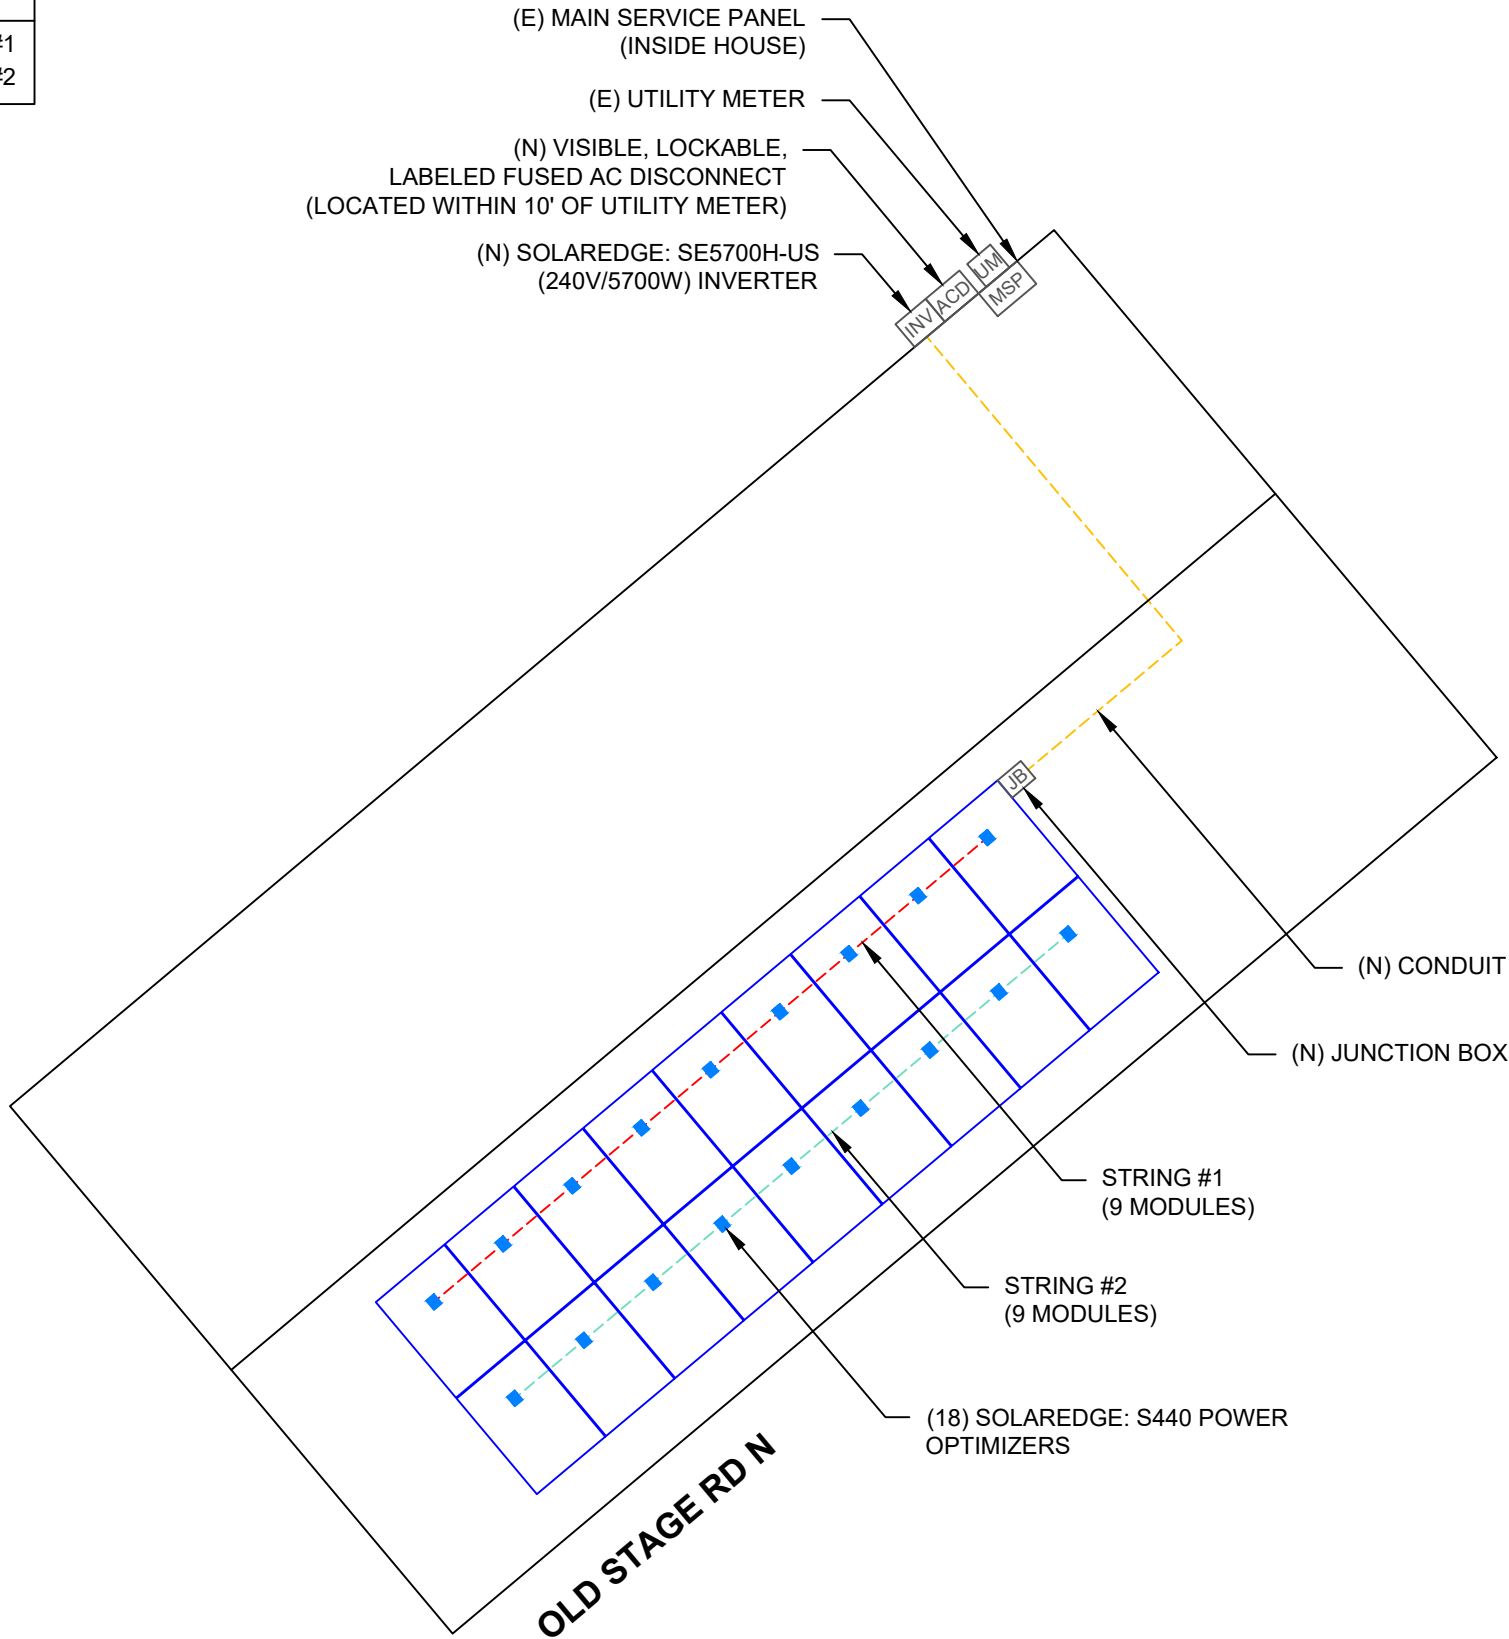 #1
#2
(E) MAIN SERVICE PANEL
(INSIDE HOUSE)
(E) UTILITY METER
(N) VISIBLE, LOCKABLE,
LABELED FUSED AC DISCONNECT
(LOCATED WITHIN 10' OF UTILITY METER)
(N) SOLAREDGE: SE5700H-US
(240V/5700W) INVERTER
UM
MSP
ACD
INV
JB
(N) CONDUIT
(N) JUNCTION BOX
STRING #1
(9 MODULES)
STRING #2
(9 MODULES)
(18) SOLAREDGE: S440 POWER
OPTIMIZERS
OLD STAGE RD N